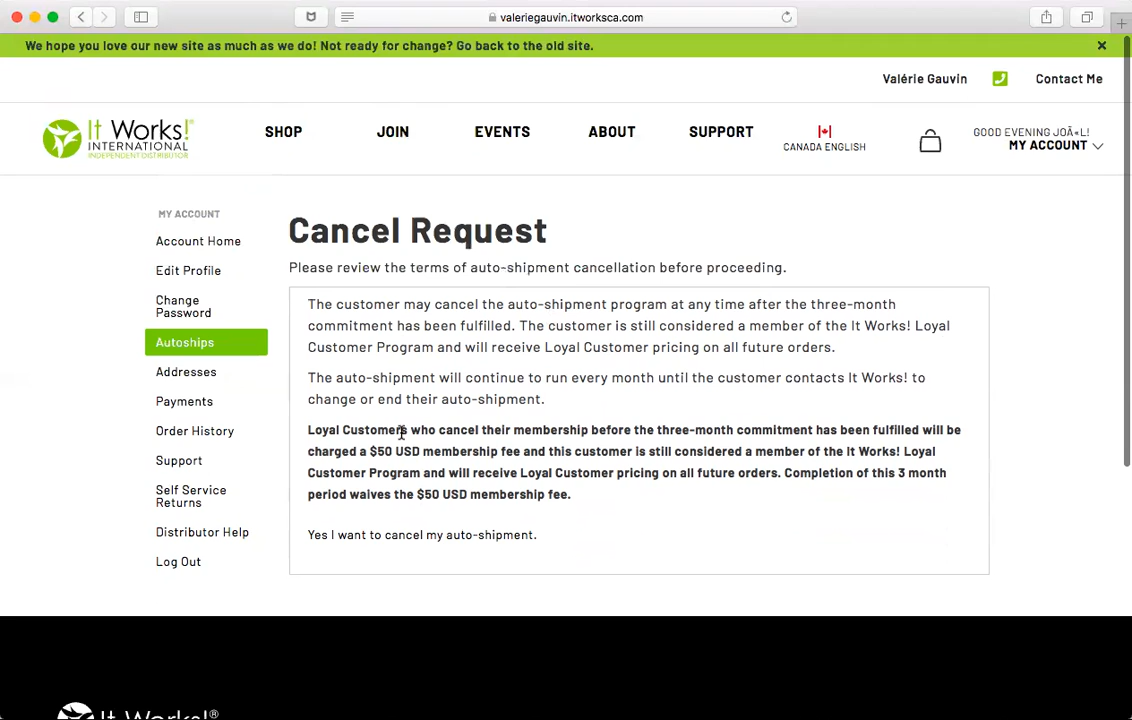 valeriegauvin.itworksca.com
We hope you love our new site as much as we do! Not ready for change? Go back to the old site.
Valérie Gauvin
Contact Me
It Works!
INTERNATIONAL
INDEPENDENT DISTRIBUTOR
SHOP
JOIN
EVENTS
ABOUT
SUPPORT
CANADA ENGLISH
GOOD EVENING JOÃ«L!
MY ACCOUNT
MY ACCOUNT
Account Home
Edit Profile
Change
Password
Autoships
Addresses
Payments
Order History
Support
Self Service
Returns
Distributor Help
Log Out
Cancel Request
Please review the terms of auto-shipment cancellation before proceeding.
The customer may cancel the auto-shipment program at any time after the three-month
commitment has been fulfilled. The customer is still considered a member of the It Works! Loyal
Customer Program and will receive Loyal Customer pricing on all future orders.
The auto-shipment will continue to run every month until the customer contacts It Works! to
change or end their auto-shipment.
Loyal Customers who cancel their membership before the three-month commitment has been fulfilled will be
charged a $50 USD membership fee and this customer is still considered a member of the It Works! Loyal
Customer Program and will receive Loyal Customer pricing on all future orders. Completion of this 3 month
period waives the $50 USD membership fee.
Yes I want to cancel my auto-shipment.
It Works!®